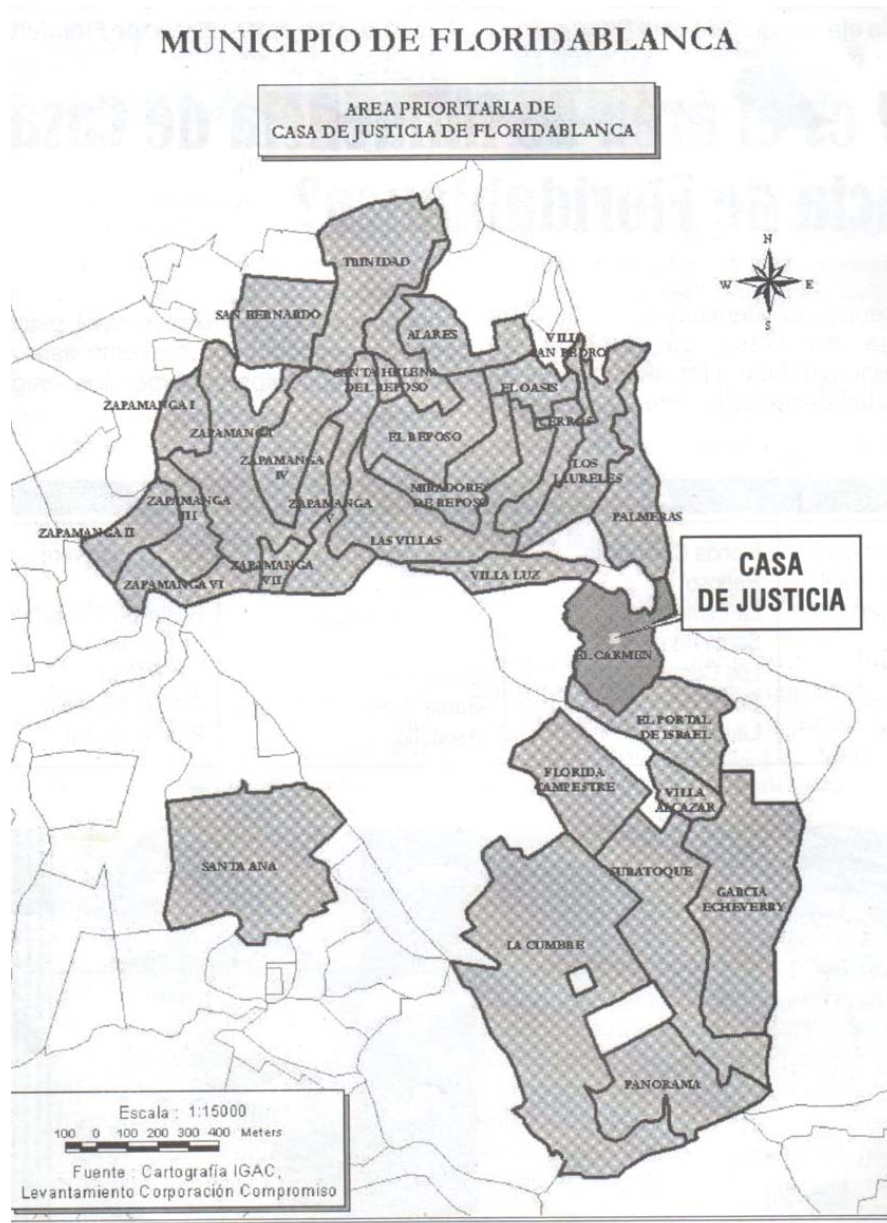 MUNICIPIO DE FLORIDABLANCA
AREA PRIORITARIA DE
CASA DE JUSTICIA DE FLORIDABLANCA
N
W
E
S
TRINIDAD
SAN BERNARDO
ALARES
VILLA
SAN PEDRO
SANTA HELENA
DEL REPOSO
EL OASIS
ZAPAMANGA I
CERROS
ZAPAMANGA
EL REPOSO
ZAPAMANGA
IV
LOS
LAURELES
MIRADORES
DE REPOSO
ZAPAMANGA
III
ZAPAMANGA
V
PALMERAS
ZAPAMANGA II
LAS VILLAS
ZAPAMANGA VI
ZAPAMANGA
VII
VILLA LUZ
CASA
DE JUSTICIA
EL CARMEN
EL PORTAL
DE ISRAEL
FLORIDA
CAMPESTRE
VILLA
ALCAZAR
SANTA ANA
SURATOQUE
GARCIA
ECHEVERRY
LA CUMBRE
PANORAMA
Escala : 1:15000
100 0 100 200 300 400 Meters
Fuente : Cartografía IGAC,
Levantamiento Corporación Compromiso